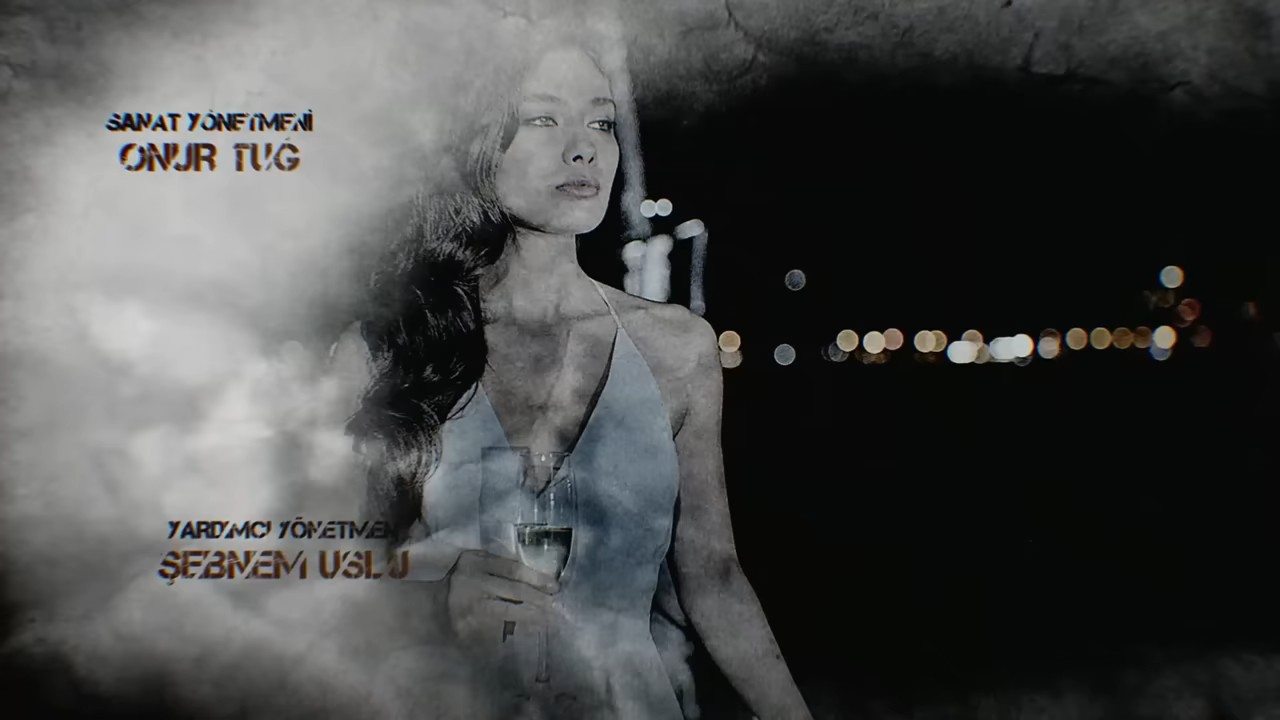 SANAT YÖNETMENİ
ONUR TUĞ
YARDIMCI YÖNETMEN
ŞEBNEM USLU